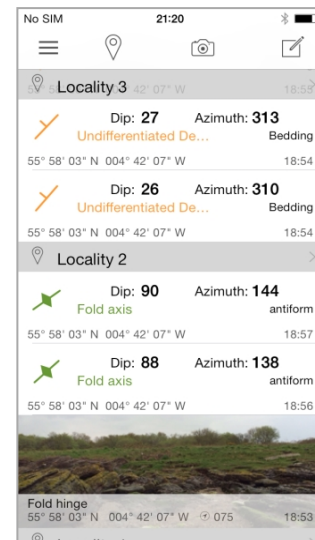 No SIM 21:20
Locality 3
42' 07" W 18:55
Dip: 27 Azimuth: 313
Undifferentiated De... Bedding
55° 58' 03" N 004° 42' 07" W 18:54
Dip: 26 Azimuth: 310
Undifferentiated De... Bedding
55° 58' 03" N 004° 42' 07" W 18:54
Locality 2
Dip: 90 Azimuth: 144
Fold axis antiform
55° 58' 03" N 004° 42' 07" W 18:57
Dip: 88 Azimuth: 138
Fold axis antiform
55° 58' 03" N 004° 42' 07" W 18:56
Fold hinge
55° 58' 03" N 004° 42' 07" W 075 18:53